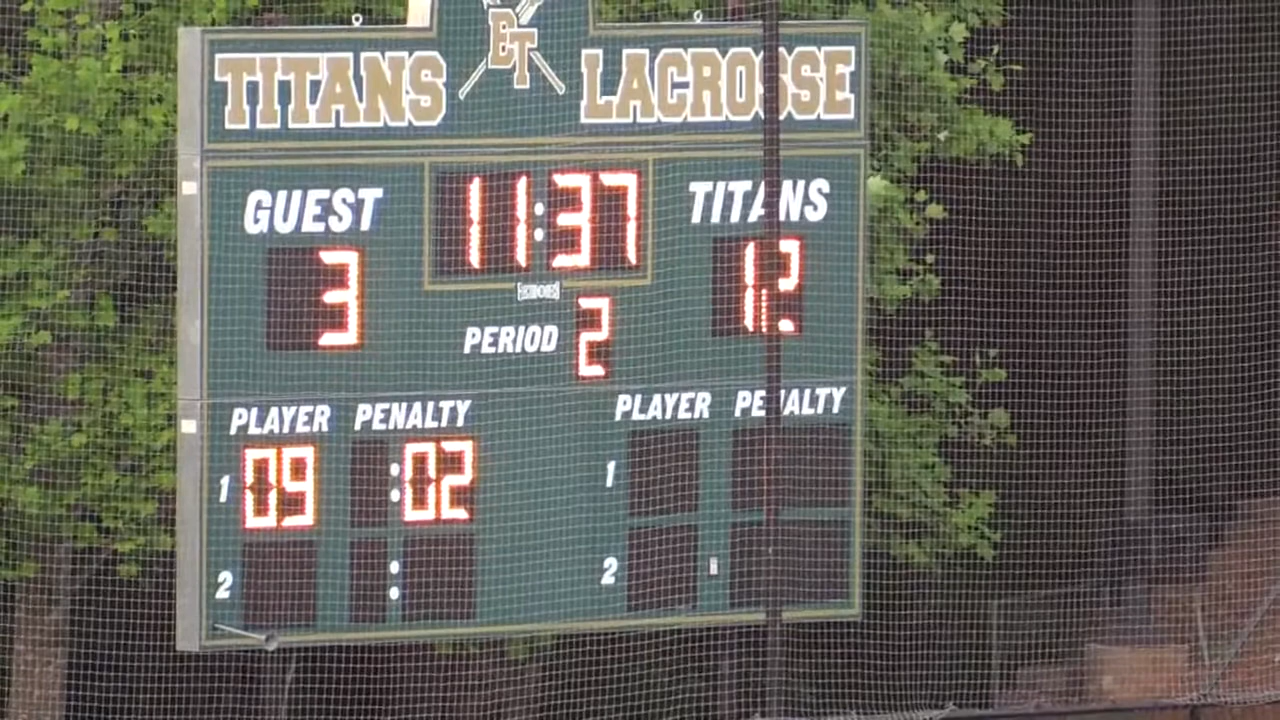 BT
TITANS LACROSSE
GUEST 11:37 TITANS
3 12
PERIOD 2
PLAYER PENALTY PLAYER PENALTY
1 09 :02 1
2 : 2